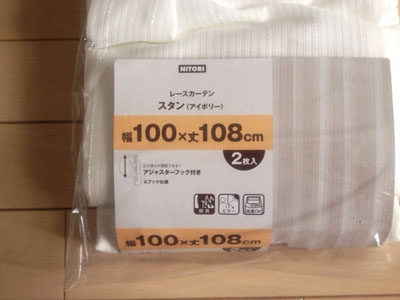 NITORI
レースカーテン
スタン(アイボリー)
幅100×丈108cm
2枚入
アジャスターフック付き
Aフック仕様
幅100×丈108cm